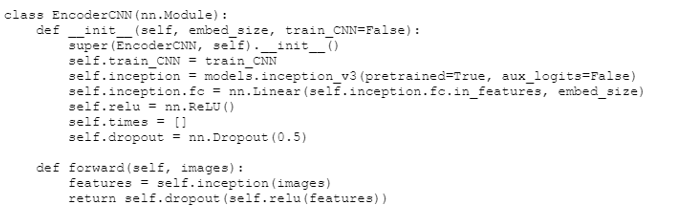 class EncoderCNN(nn.Module):
    def __init__(self, embed_size, train_CNN=False):
        super(EncoderCNN, self).__init__()
        self.train_CNN = train_CNN
        self.inception = models.inception_v3(pretrained=True, aux_logits=False)
        self.inception.fc = nn.Linear(self.inception.fc.in_features, embed_size)
        self.relu = nn.ReLU()
        self.times = []
        self.dropout = nn.Dropout(0.5)

    def forward(self, images):
        features = self.inception(images)
        return self.dropout(self.relu(features))